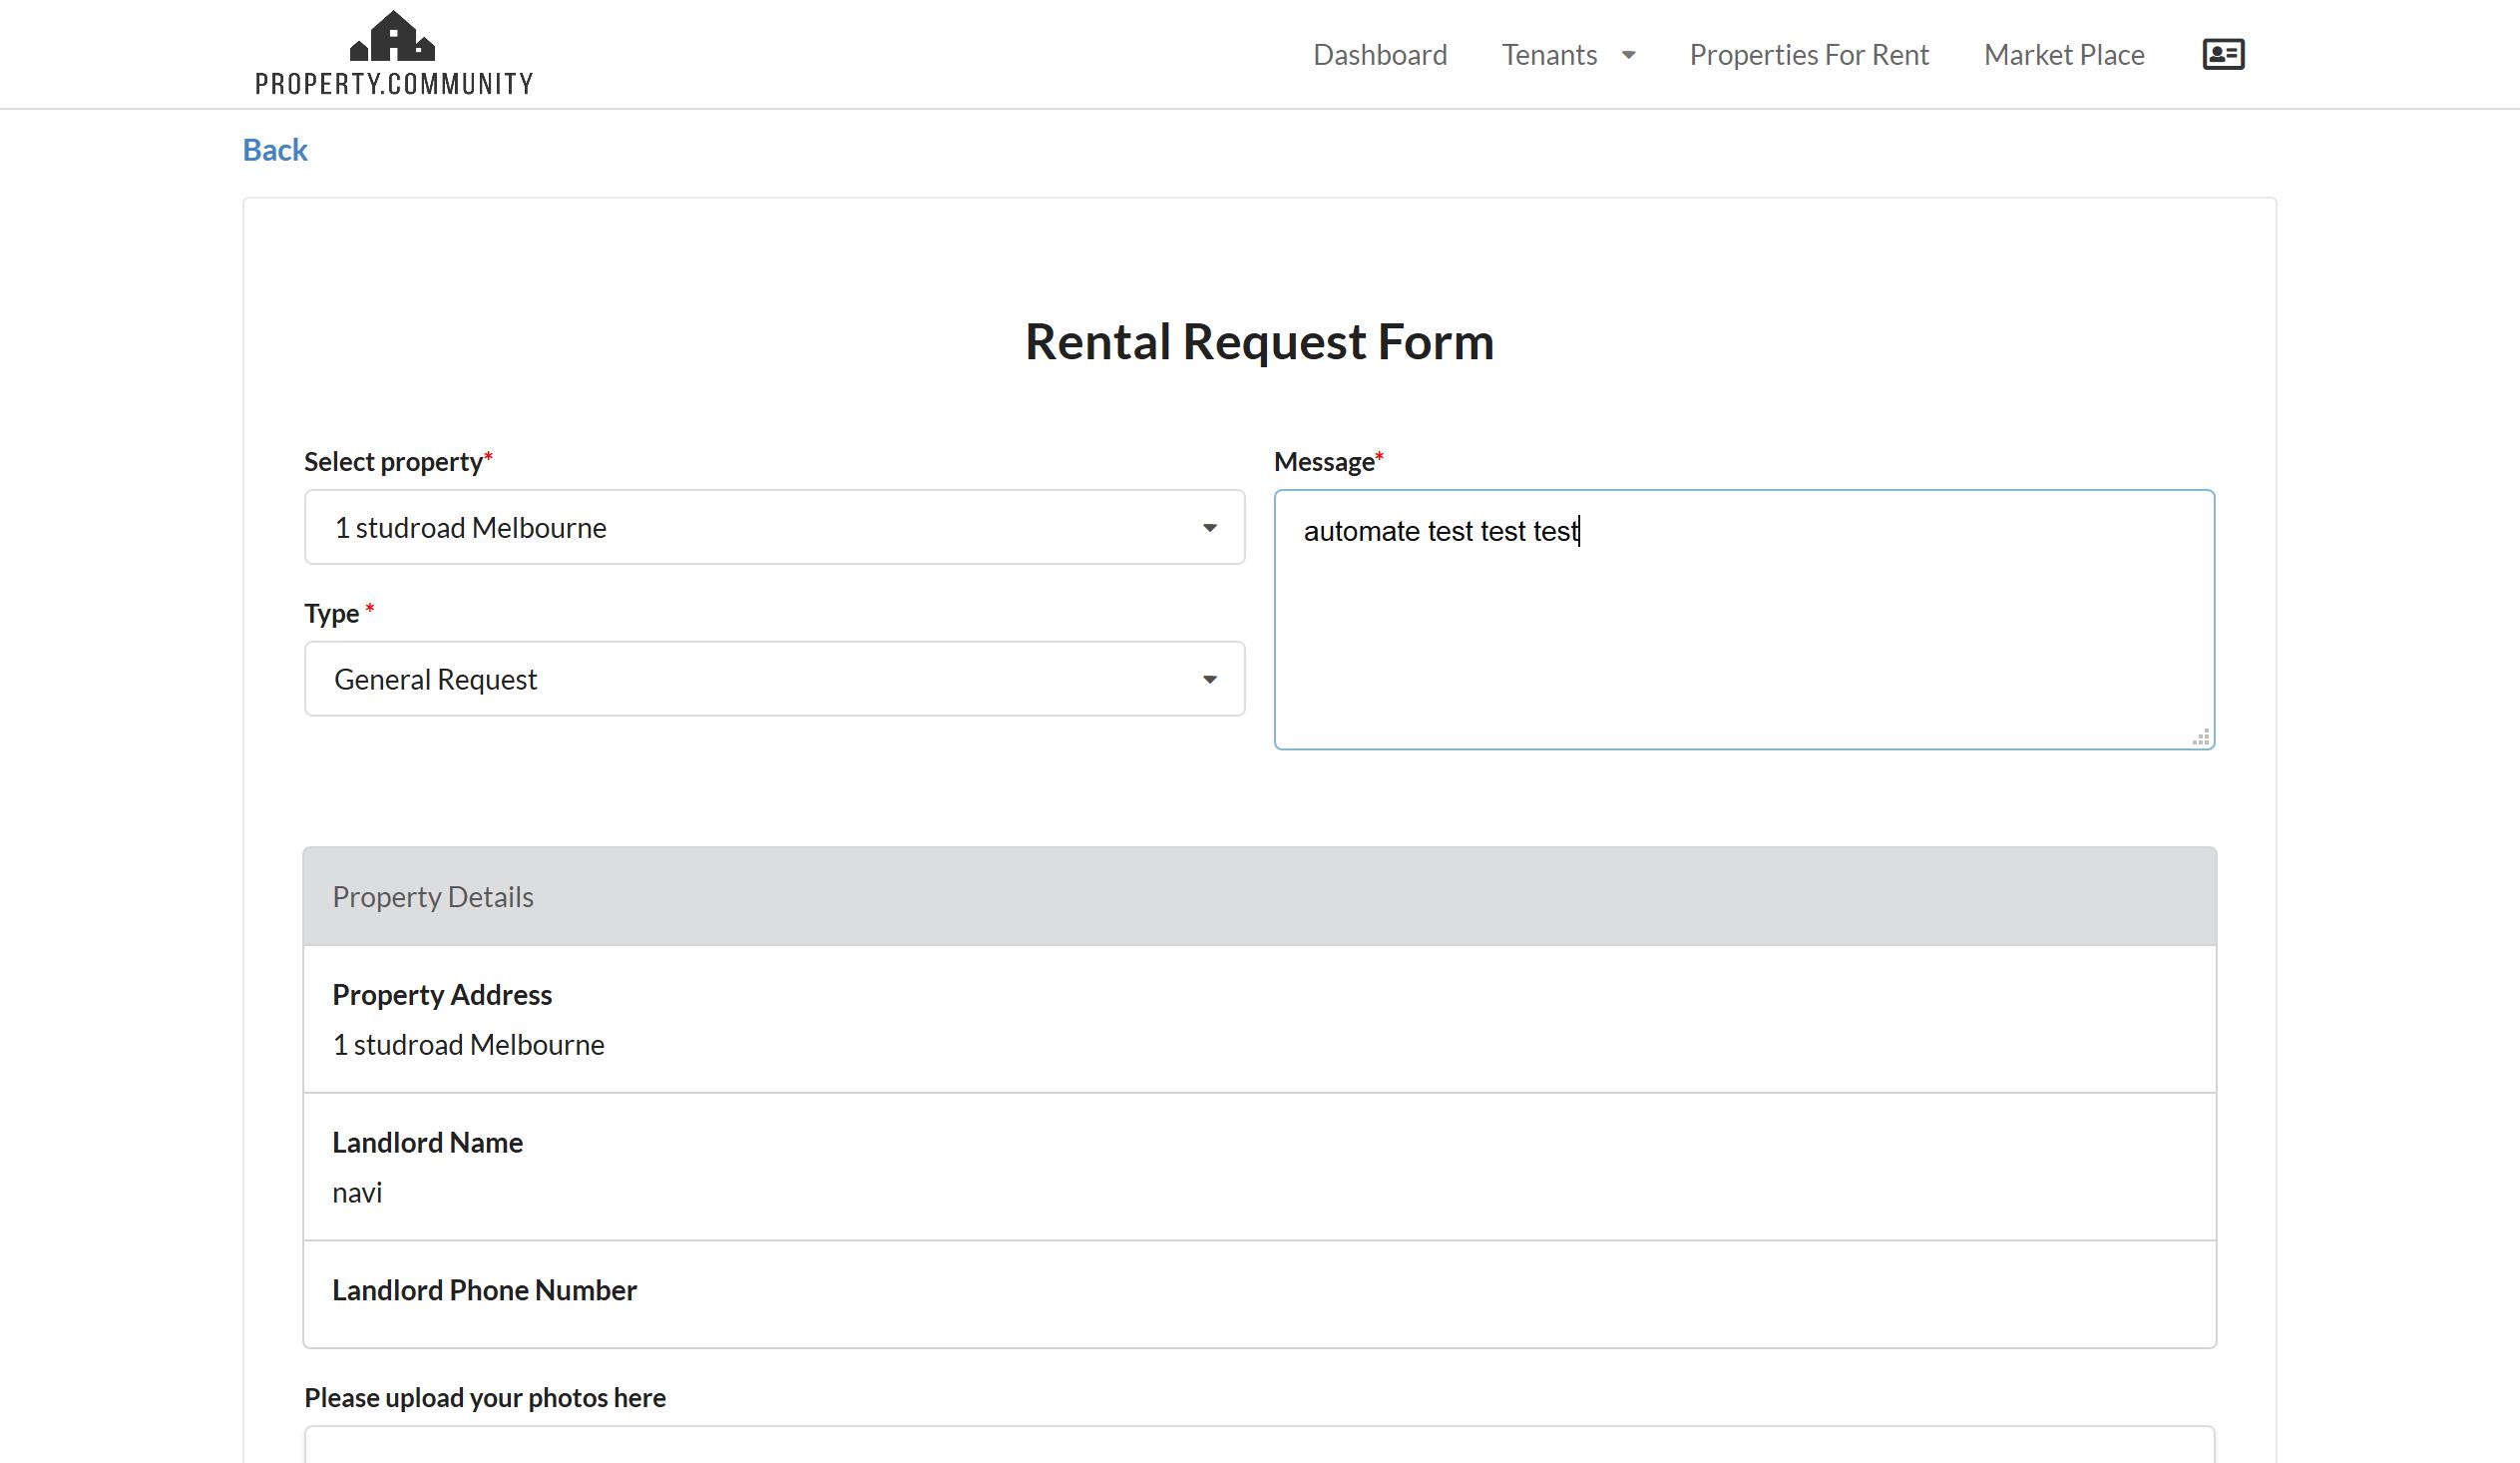 PROPERTY.COMMUNITY
Dashboard Tenants Properties For Rent Market Place
Back
Rental Request Form
Select property*
1 studroad Melbourne
Type *
General Request
Message*
automate test test test
Property Details
Property Address
1 studroad Melbourne
Landlord Name
navi
Landlord Phone Number
Please upload your photos here